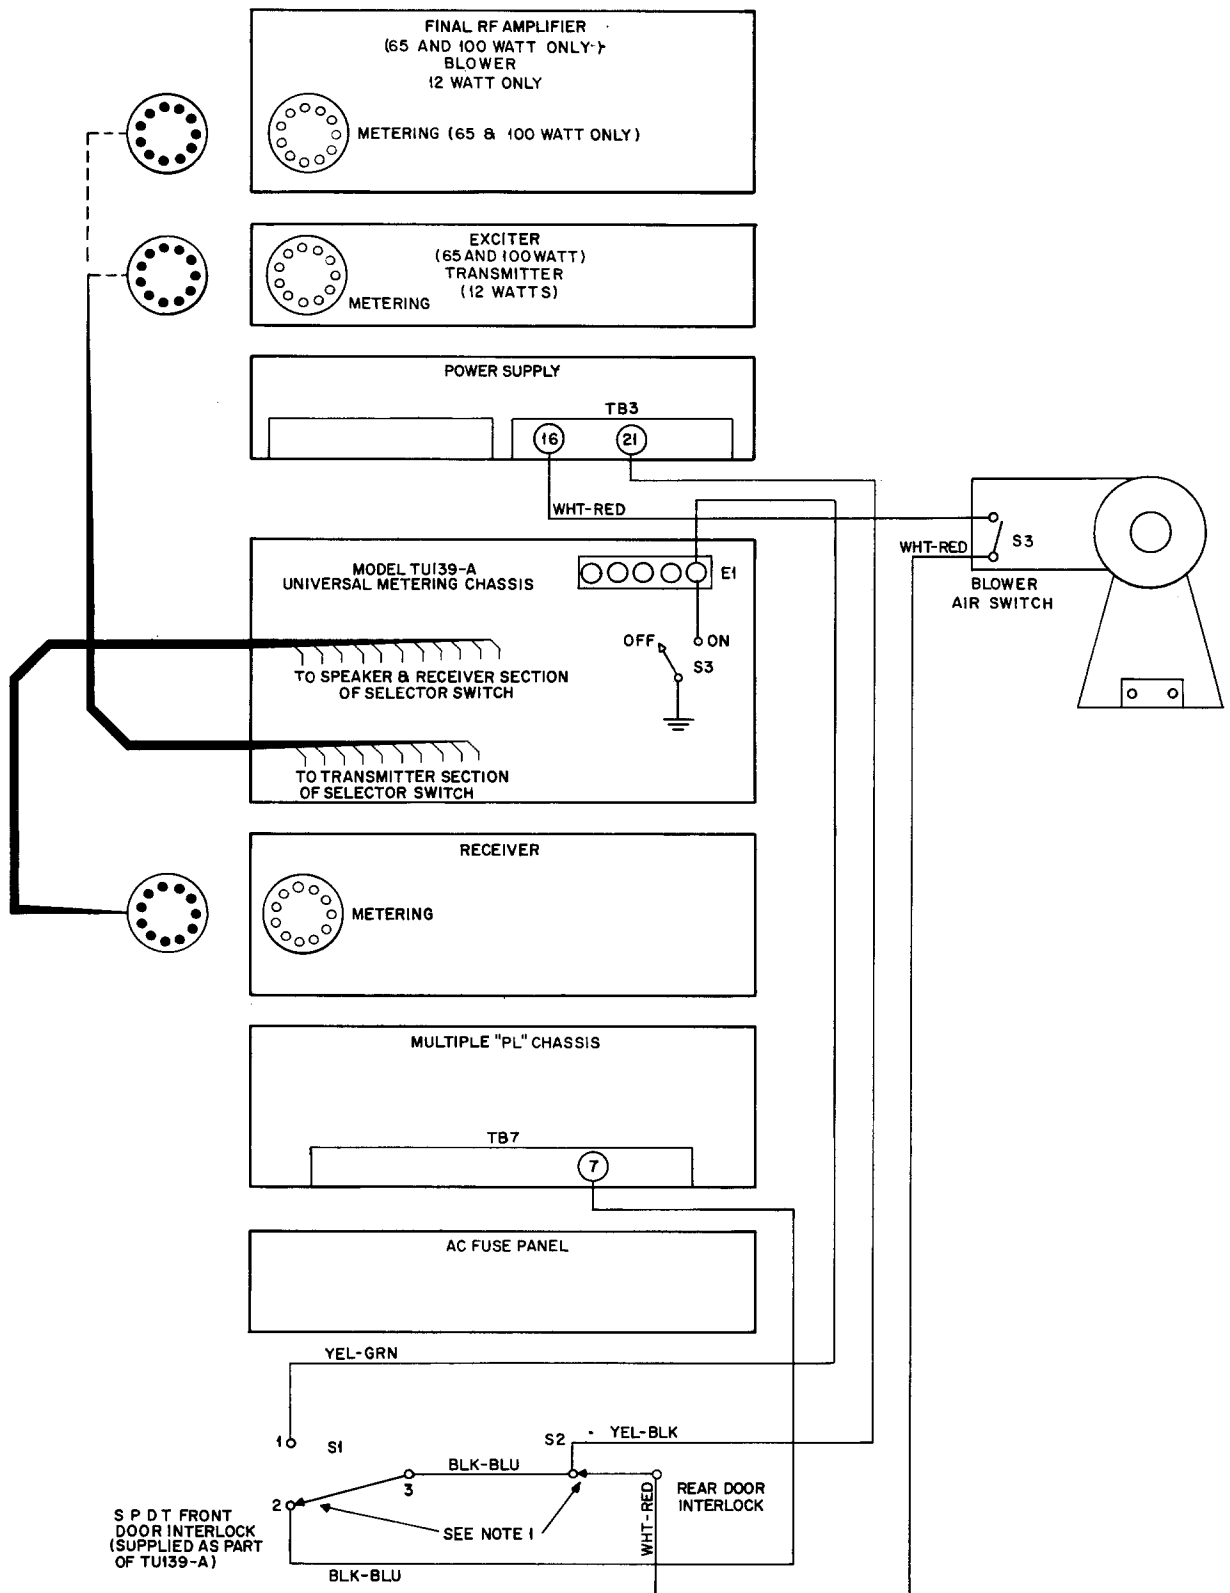 FINAL RF AMPLIFIER
(65 AND 100 WATT ONLY)
BLOWER
12 WATT ONLY
METERING (65 & 100 WATT ONLY)
EXCITER
(65 AND 100 WATT)
TRANSMITTER
(12 WATTS)
METERING
POWER SUPPLY
TB3
16
21
WHT-RED
WHT-RED
S3
BLOWER
AIR SWITCH
MODEL TU139-A
UNIVERSAL METERING CHASSIS
E1
OFF
ON
S3
TO SPEAKER & RECEIVER SECTION
OF SELECTOR SWITCH
TO TRANSMITTER SECTION
OF SELECTOR SWITCH
RECEIVER
METERING
MULTIPLE "PL" CHASSIS
TB7
7
AC FUSE PANEL
YEL-GRN
1
S1
S2
YEL-BLK
BLK-BLU
3
2
REAR DOOR
INTERLOCK
WHT-RED
SEE NOTE 1
S P D T FRONT
DOOR INTERLOCK
(SUPPLIED AS PART
OF TU139-A)
BLK-BLU